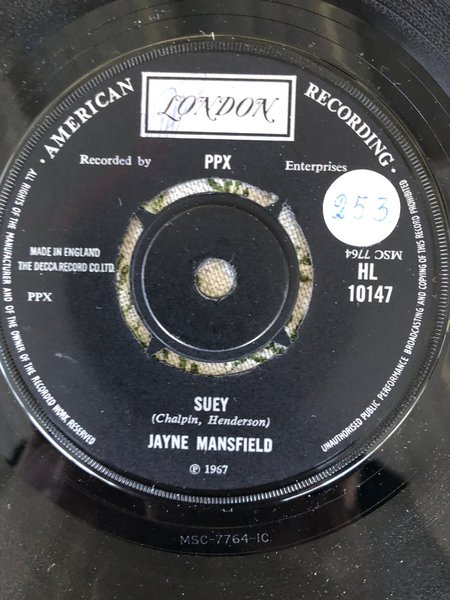 · AMERICAN RECORDING ·
LONDON
Recorded by PPX Enterprises
253
MSC 7764
HL
10147
MADE IN ENGLAND
THE DECCA RECORD CO. LTD.
PPX
SUEY
(Chalpin, Henderson)
JAYNE MANSFIELD
℗ 1967
ALL RIGHTS OF THE MANUFACTURER AND OF THE OWNER OF THE RECORDED WORK RESERVED
UNAUTHORISED PUBLIC PERFORMANCE BROADCASTING AND COPYING OF THIS RECORD PROHIBITED
MSC-7764-1C